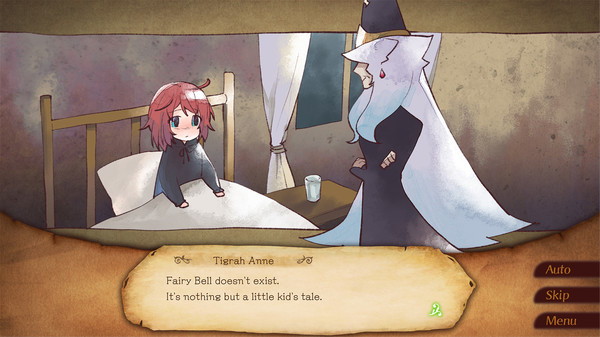 Tigrah Anne
Fairy Bell doesn't exist.
It's nothing but a little kid's tale.
Auto
Skip
Menu